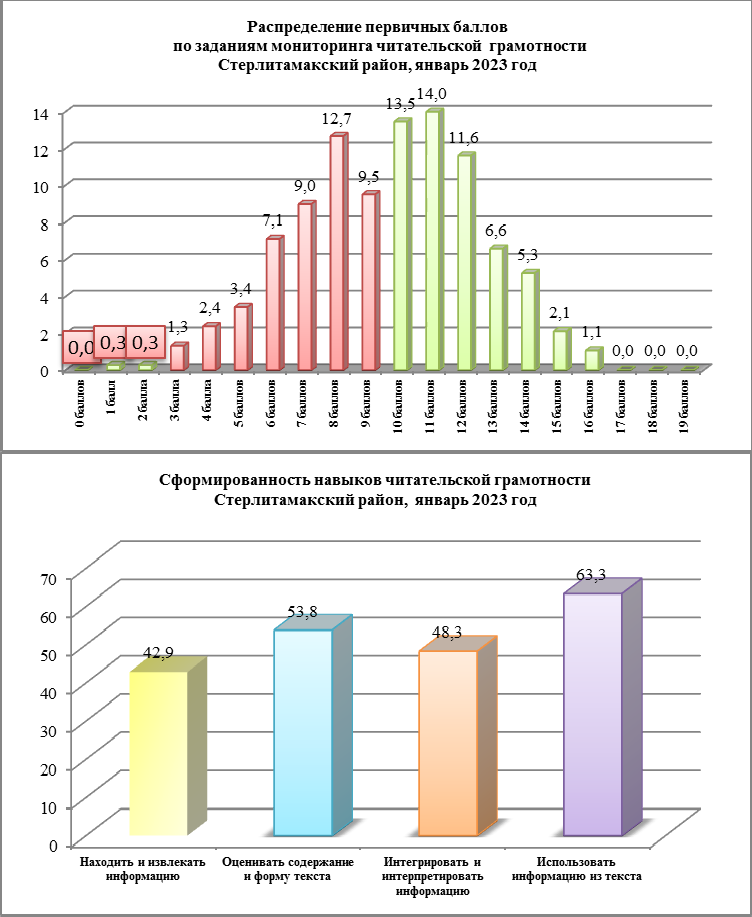 Распределение первичных баллов
по заданиям мониторинга читательской грамотности
Стерлитамакский район, январь 2023 год
14
12
10
8
6
4
2
0
0,0
0,3
0,3
1,3
2,4
3,4
7,1
9,0
12,7
9,5
13,5
14,0
11,6
6,6
5,3
2,1
1,1
0,0
0,0
0,0
0 баллов
1 балл
2 балла
3 балла
4 балла
5 баллов
6 баллов
7 баллов
8 баллов
9 баллов
10 баллов
11 баллов
12 баллов
13 баллов
14 баллов
15 баллов
16 баллов
17 баллов
18 баллов
19 баллов
Сформированность навыков читательской грамотности
Стерлитамакский район, январь 2023 год
70
60
50
40
30
20
10
0
42,9
53,8
48,3
63,3
Находить и извлекать
информацию
Оценивать содержание
и форму текста
Интегрировать и
интерпретировать
информацию
Использовать
информацию из текста